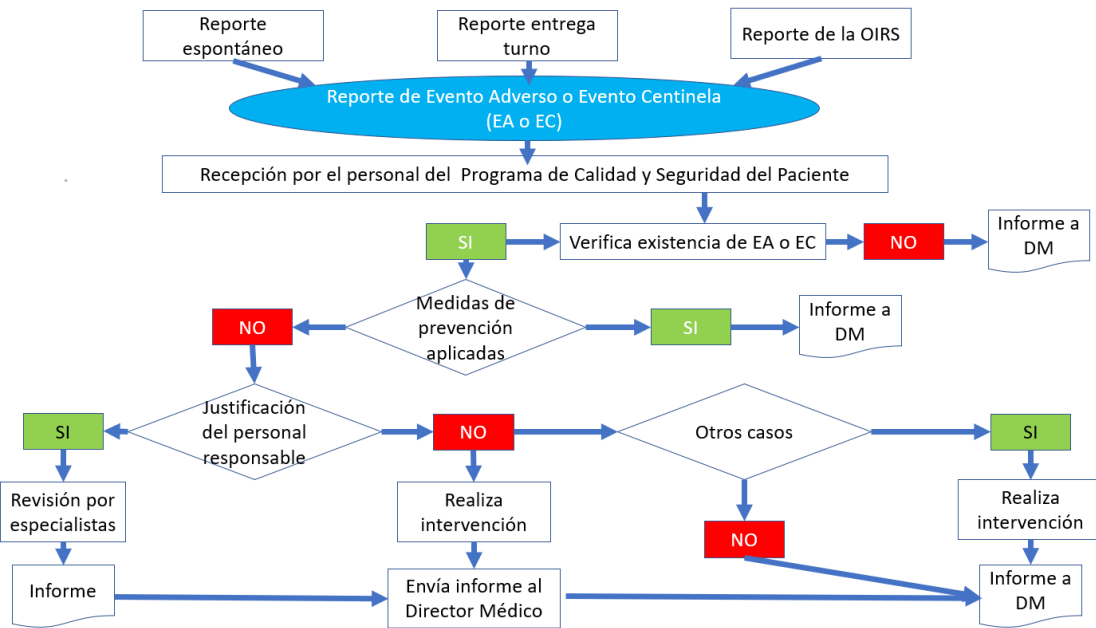 Reporte
espontáneo
Reporte entrega
turno
Reporte de la OIRS
Reporte de Evento Adverso o Evento Centinela
(EA o EC)
Recepción por el personal del Programa de Calidad y Seguridad del Paciente
SI
Verifica existencia de EA o EC
NO
Informe a
DM
Medidas de
prevención
aplicadas
NO
SI
Informe a
DM
Justificación
del personal
responsable
SI
NO
Otros casos
SI
Revisión por
especialistas
Realiza
intervención
NO
Realiza
intervención
Informe
Envía informe al
Director Médico
Informe a
DM